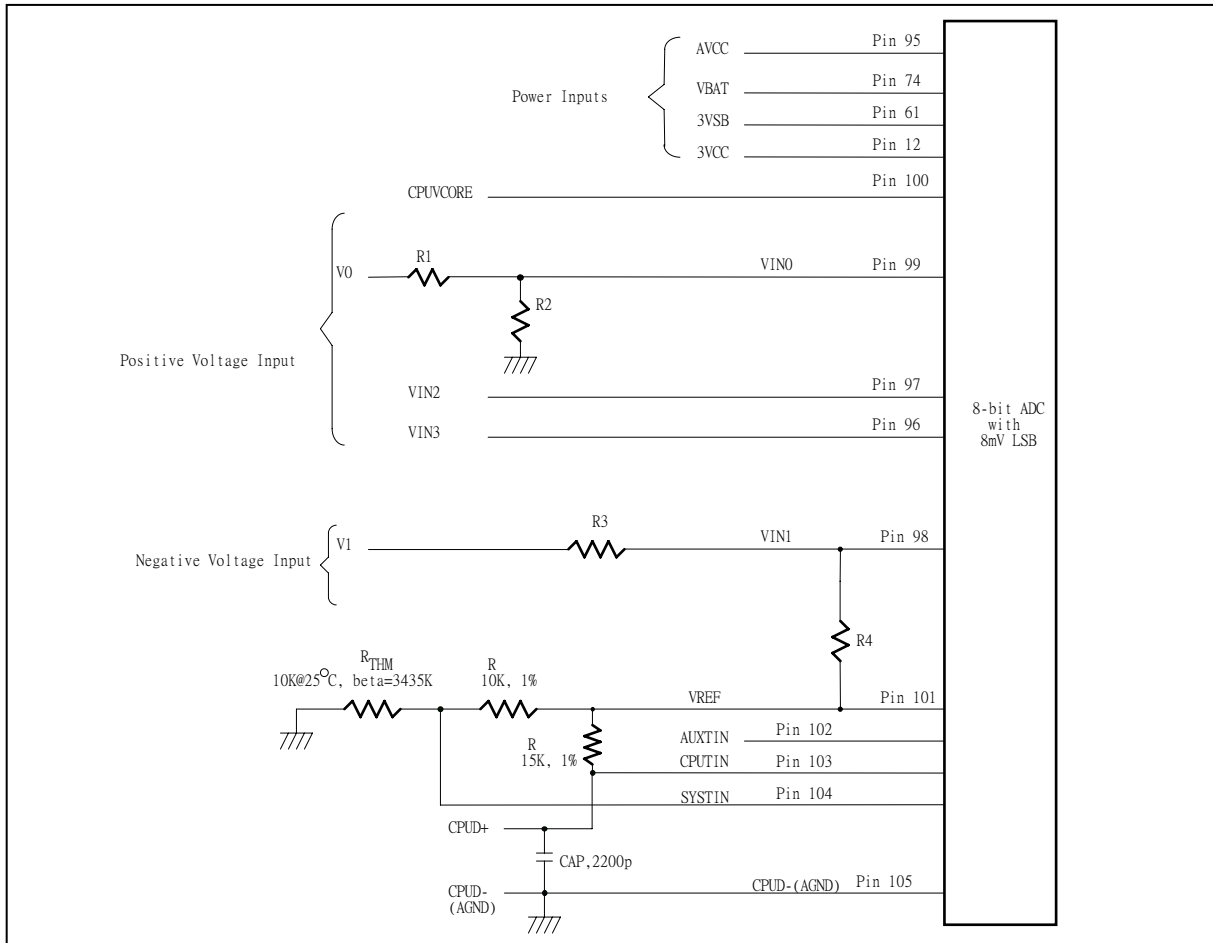 AVCC Pin 95
VBAT Pin 74
Power Inputs
3VSB Pin 61
3VCC Pin 12
CPUVCORE Pin 100
R1
V0 VIN0 Pin 99
R2
Positive Voltage Input
VIN2 Pin 97
VIN3 Pin 96
8-bit ADC
with
8mV LSB
R3
V1 VIN1 Pin 98
Negative Voltage Input
R4
RTHM
10K@25°C, beta=3435K
R
10K, 1%
VREF Pin 101
R
15K, 1%
AUXTIN Pin 102
CPUTIN Pin 103
SYSTIN Pin 104
CPUD+
CAP,2200p
CPUD-
(AGND)
CPUD-(AGND) Pin 105